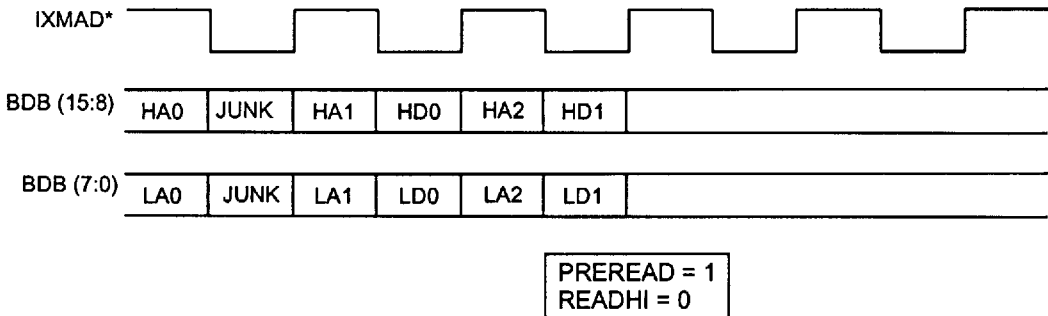 IXMAD*
BDB (15:8) HA0 JUNK HA1 HD0 HA2 HD1
BDB (7:0) LA0 JUNK LA1 LD0 LA2 LD1
PREREAD = 1
READHI = 0